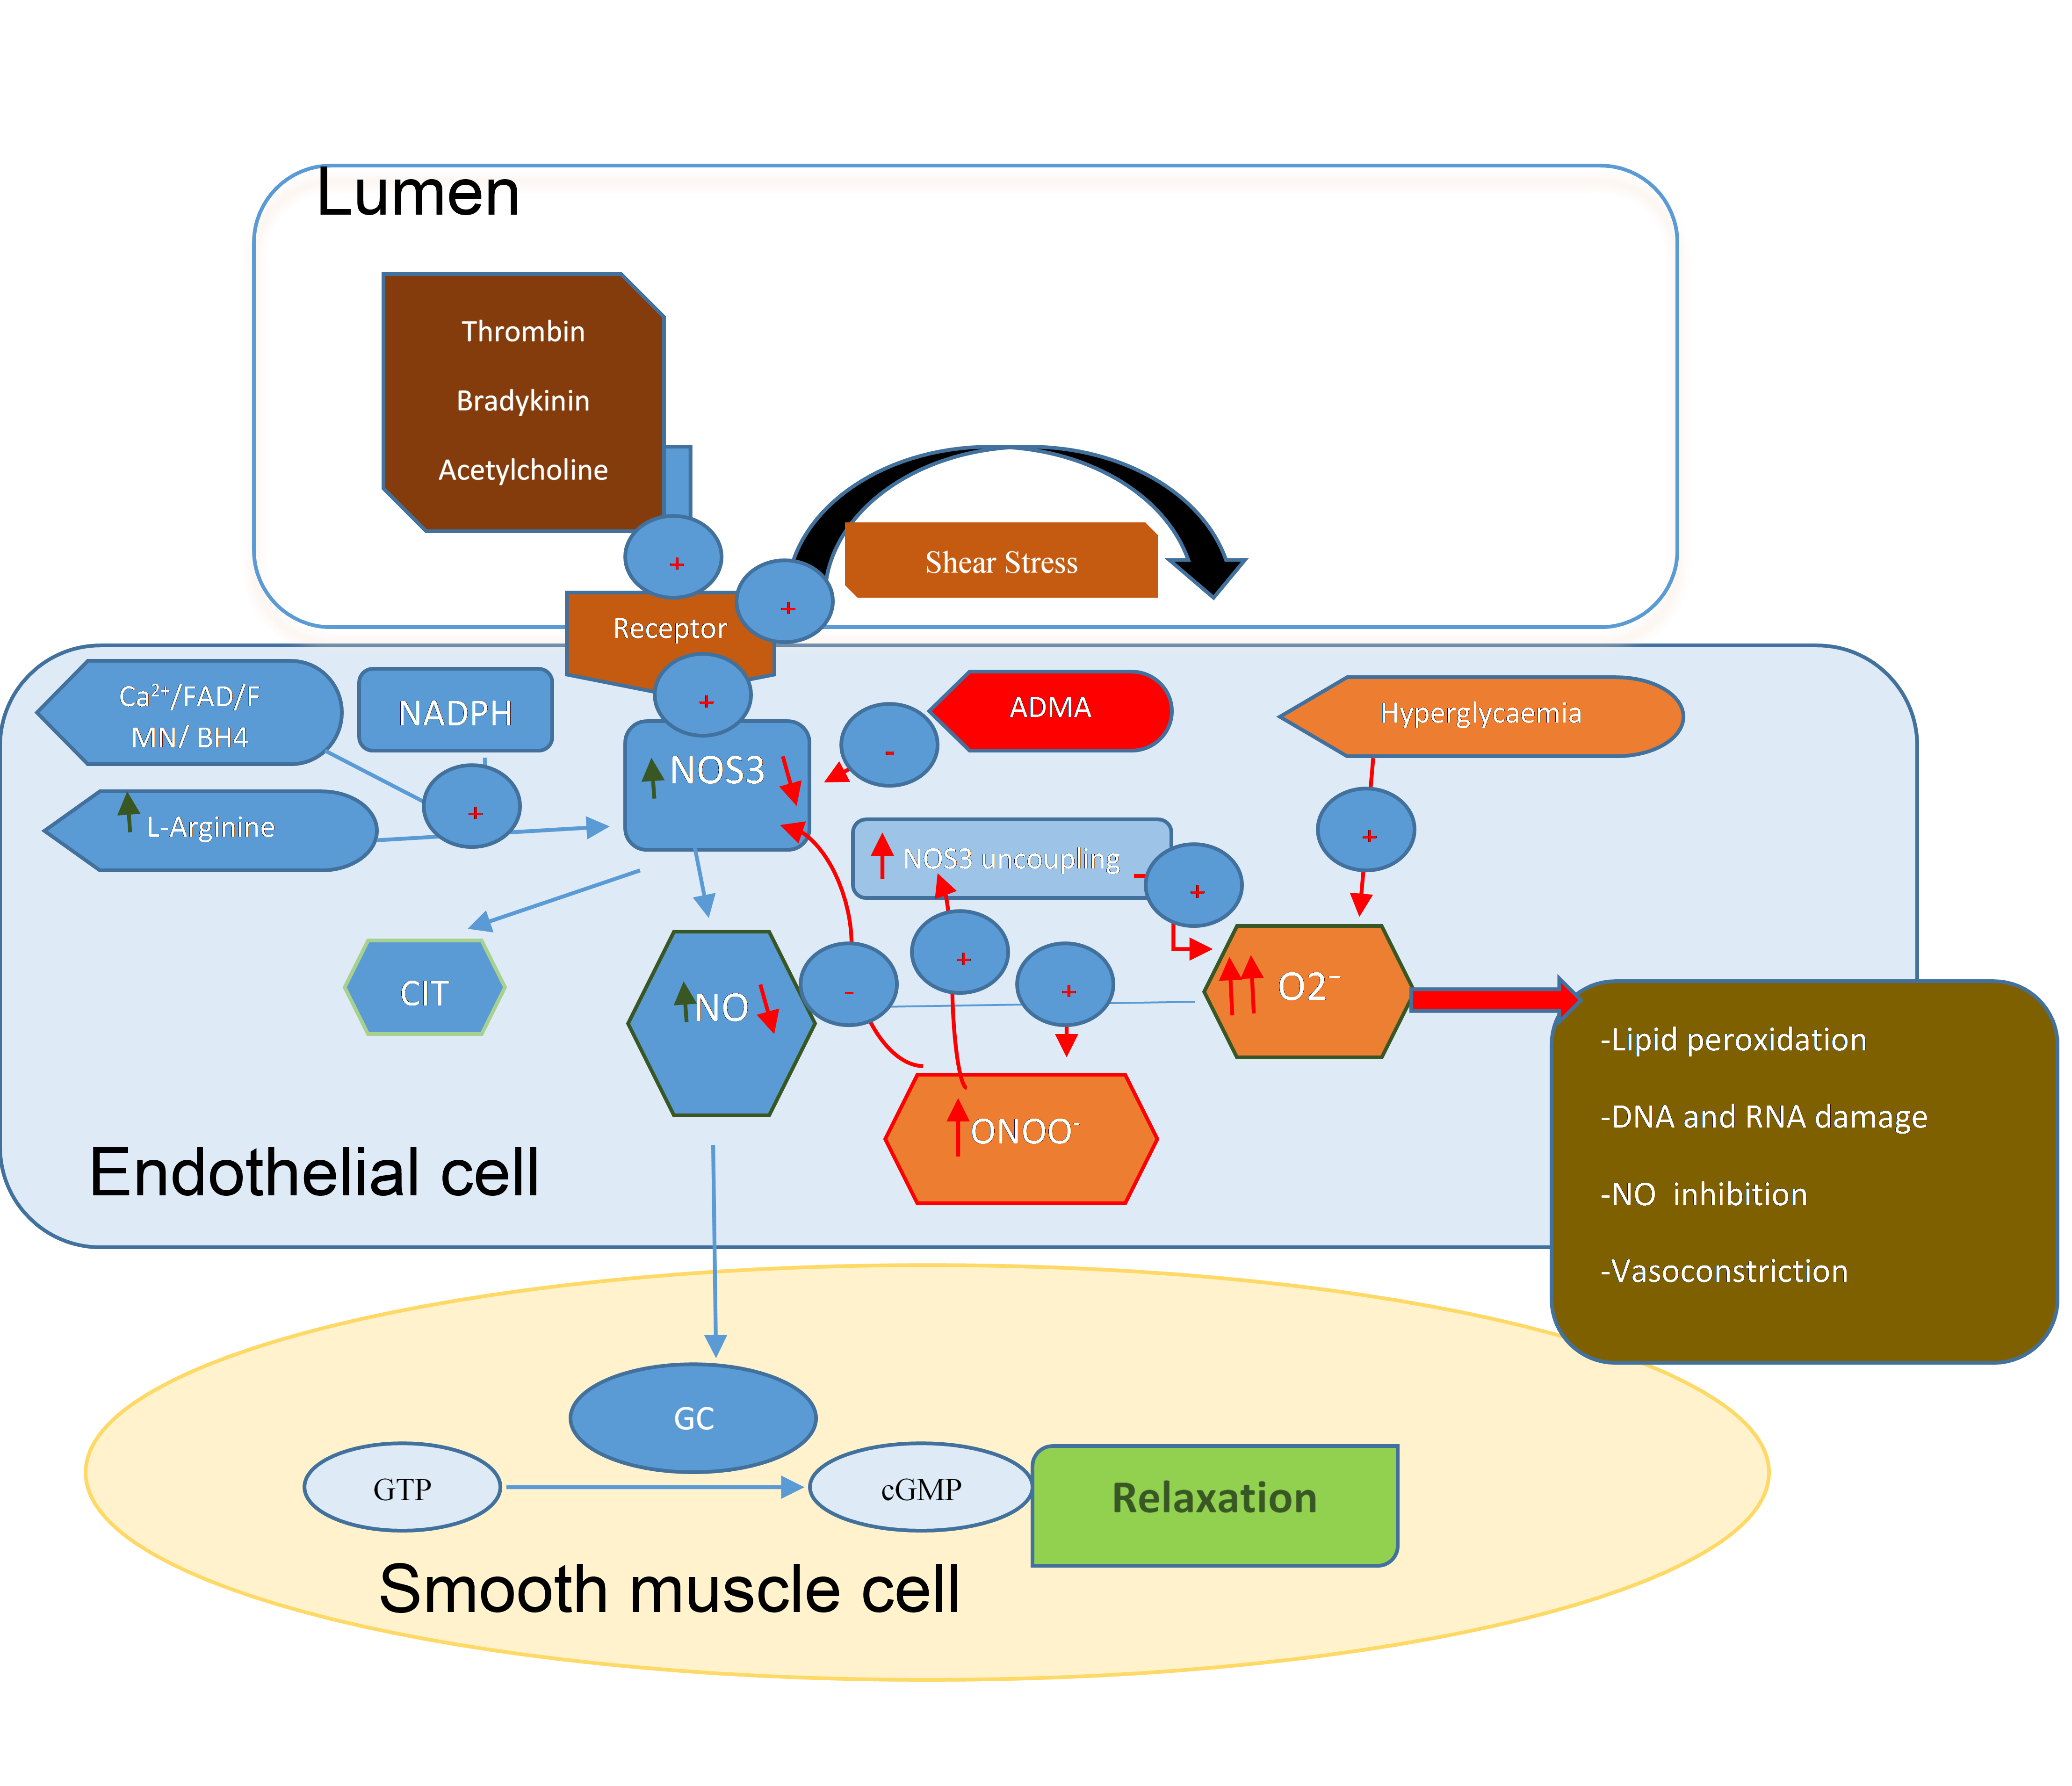 Lumen
Thrombin
Bradykinin
Acetylcholine
+
Shear Stress
+
Receptor
+
Ca²⁺/FAD/F
MN/ BH4
NADPH
ADMA
Hyperglycaemia
-
NOS3
+
L-Arginine
+
NOS3 uncoupling
+
CIT
NO
-
+
+
O2⁻
ONOO⁻
-Lipid peroxidation
-DNA and RNA damage
-NO  inhibition
-Vasoconstriction
Endothelial cell
GC
GTP
cGMP
Relaxation
Smooth muscle cell